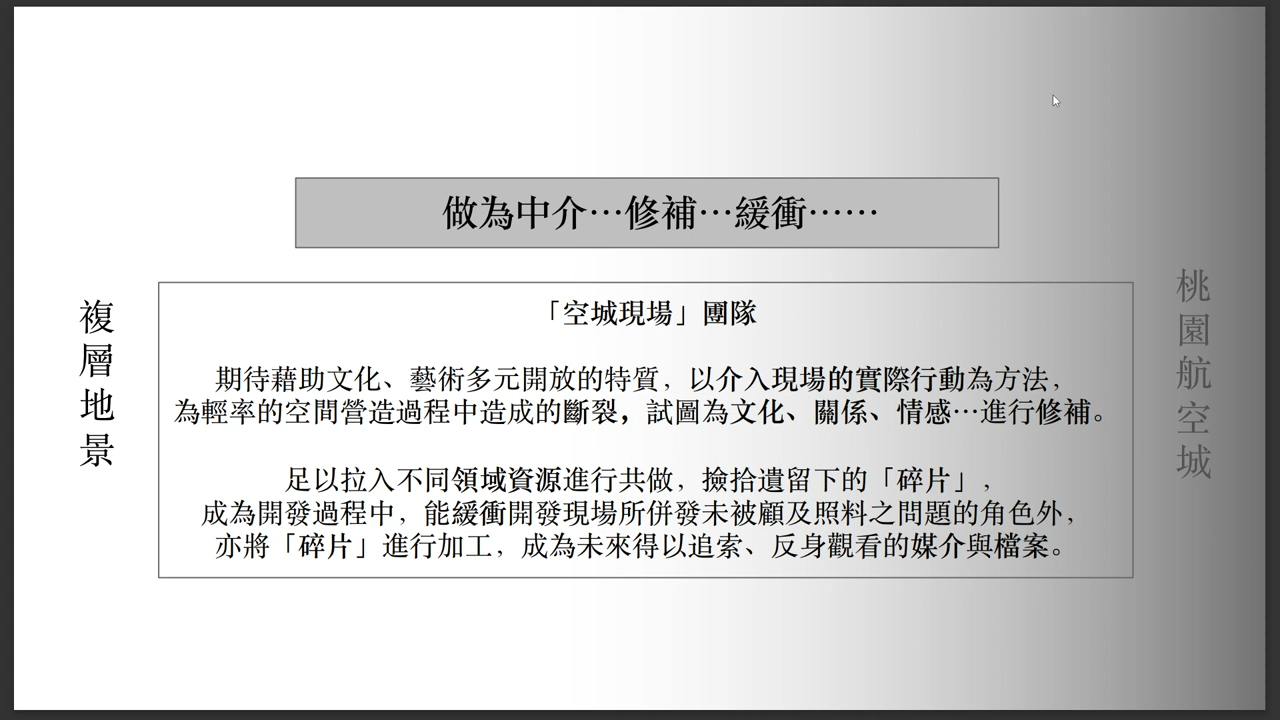 做為中介…修補…緩衝……
複層地景
「空城現場」團隊
期待藉助文化、藝術多元開放的特質，以介入現場的實際行動為方法，
為輕率的空間營造過程中造成的斷裂，試圖為文化、關係、情感…進行修補。
足以拉入不同領域資源進行共做，撿拾遺留下的「碎片」，
成為開發過程中，能緩衝開發現場所併發未被顧及照料之問題的角色外，
亦將「碎片」進行加工，成為未來得以追索、反身觀看的媒介與檔案。
桃園航空城